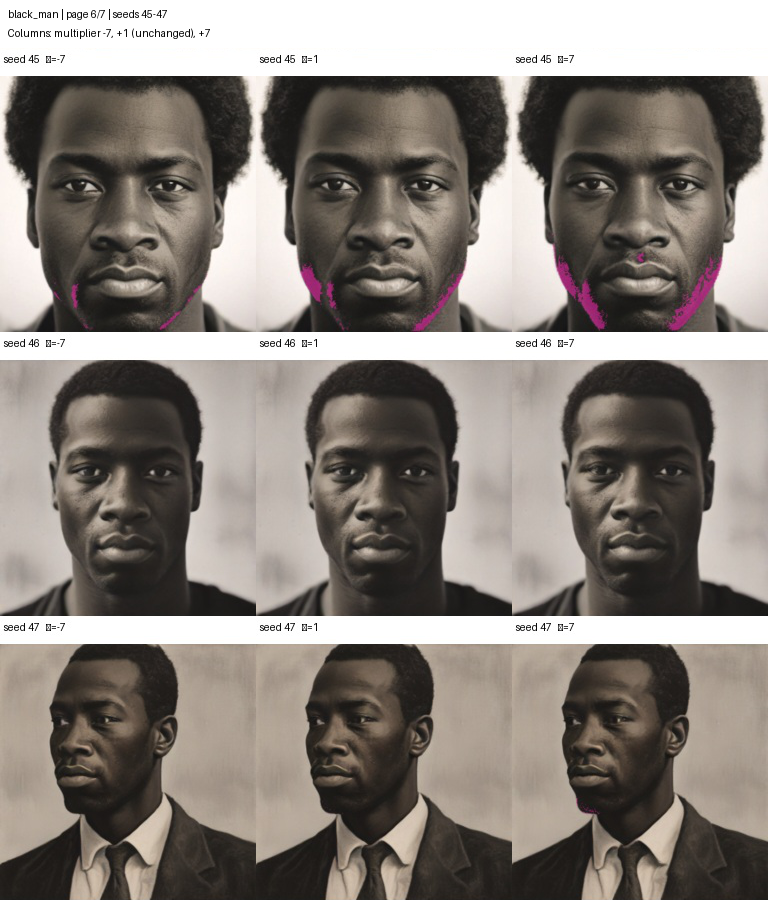 black_man | page 6/7 | seeds 45-47
Columns: multiplier -7, +1 (unchanged), +7
seed 45 □=-7
seed 45 □=1
seed 45 □=7
seed 46 □=-7
seed 46 □=1
seed 46 □=7
seed 47 □=-7
seed 47 □=1
seed 47 □=7